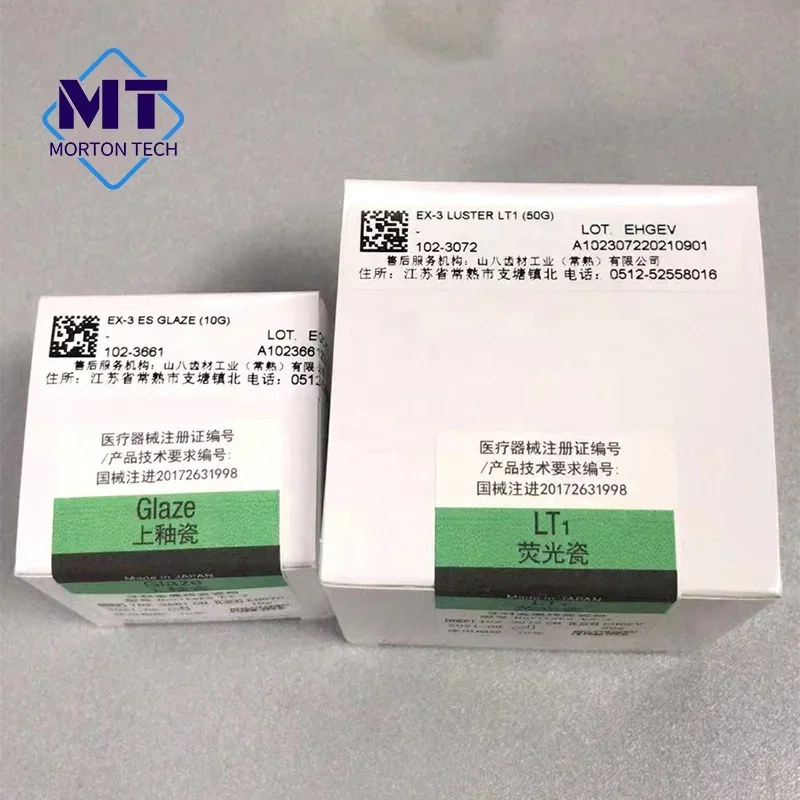 MT
MORTON TECH
EX-3 LUSTER LT1 (50G)
-
LOT. EHGEV
102-3072
A102307220210901
售后服务机构：山八齿材工业（常熟）有限公司
住所：江苏省常熟市支塘镇北 电话：0512-52558016
医疗器械注册证编号
/产品技术要求编号:
国械注进20172631998
LT1
荧光瓷
Made in JAPAN
EX-3 ES GLAZE (10G)
-
LOT.
102-3661
A1023661
售后服务机构：山八齿材工业（常熟）有限
住所：江苏省常熟市支塘镇北 电话：0512
医疗器械注册证编号
/产品技术要求编号:
国械注进20172631998
Glaze
上釉瓷
Made in JAPAN
Glaze